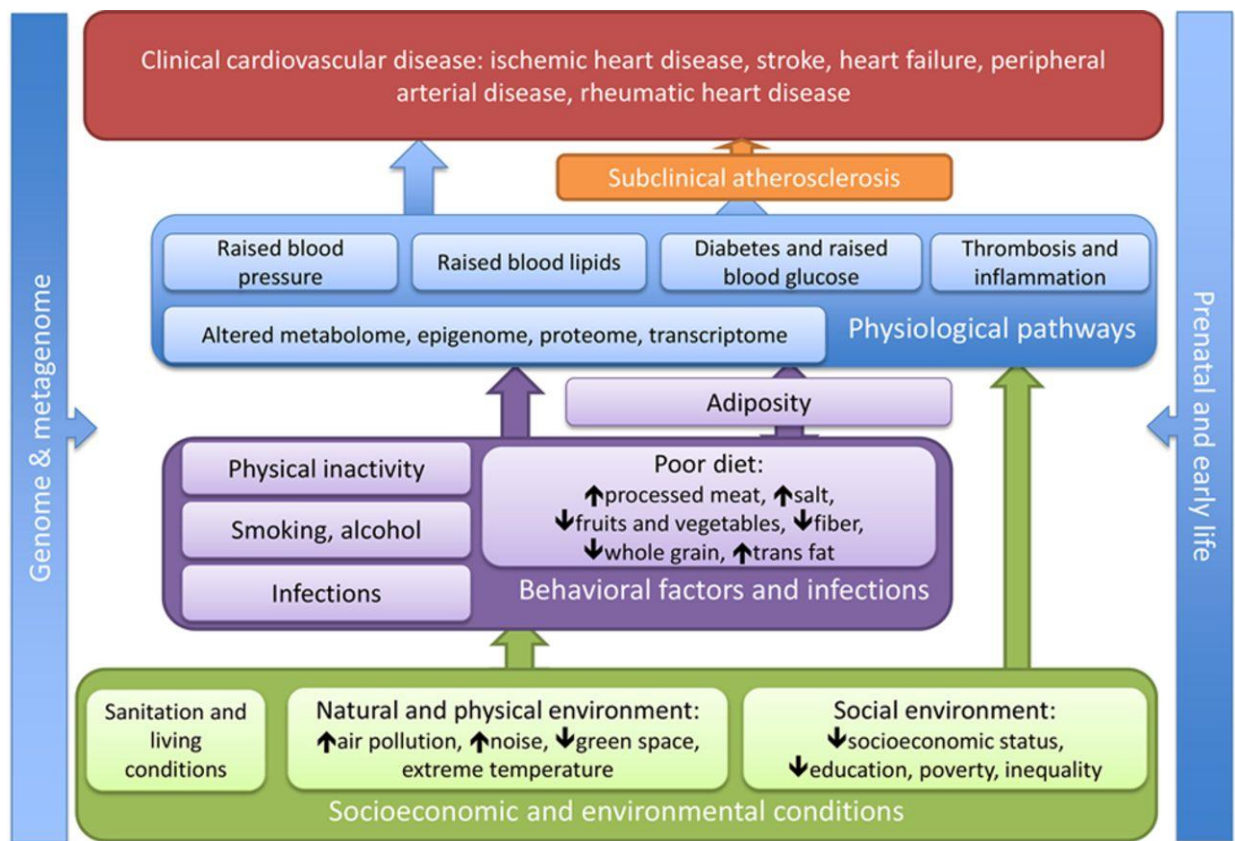 Clinical cardiovascular disease: ischemic heart disease, stroke, heart failure, peripheral
arterial disease, rheumatic heart disease
Subclinical atherosclerosis
Raised blood
pressure
Raised blood lipids
Diabetes and raised
blood glucose
Thrombosis and
inflammation
Altered metabolome, epigenome, proteome, transcriptome
Physiological pathways
Adiposity
Physical inactivity
Smoking, alcohol
Infections
Poor diet:
↑processed meat, ↑salt,
↓fruits and vegetables, ↓fiber,
↓whole grain, ↑trans fat
Behavioral factors and infections
Sanitation and
living
conditions
Natural and physical environment:
↑air pollution, ↑noise, ↓green space,
extreme temperature
Social environment:
↓socioeconomic status,
↓education, poverty, inequality
Socioeconomic and environmental conditions
Genome & metagenome
Prenatal and early life